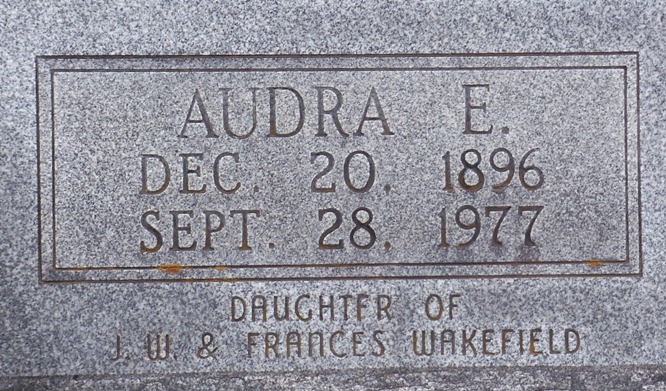 AUDRA E.
DEC. 20, 1896
SEPT. 28, 1977
DAUGHTER OF
J. W. & FRANCES WAKEFIELD